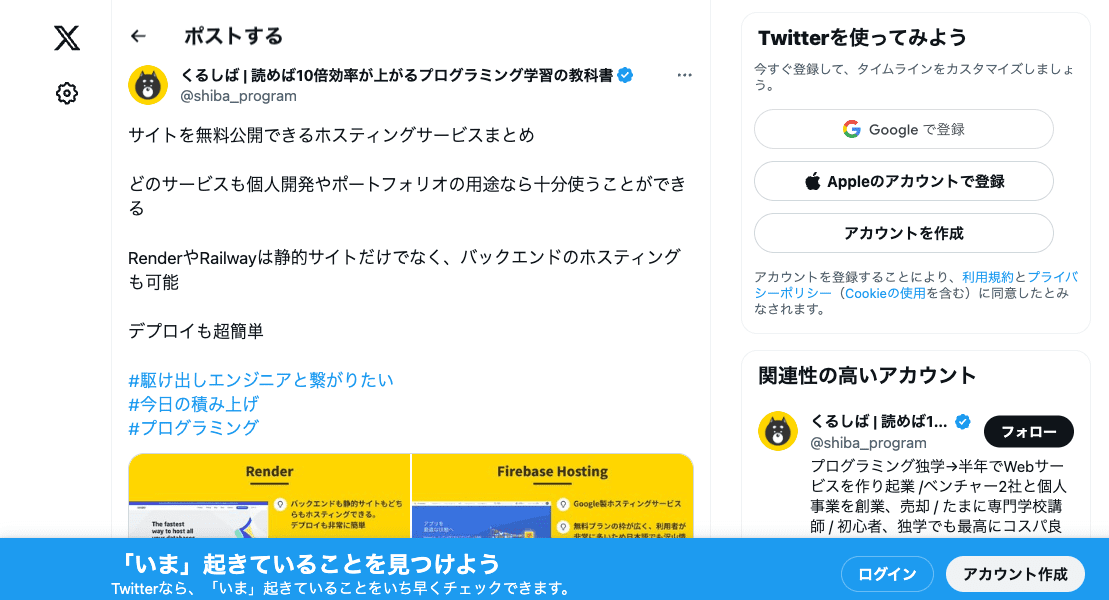 ポストする
くるしば | 読めば10倍効率が上がるプログラミング学習の教科書
@shiba_program
サイトを無料公開できるホスティングサービスまとめ
どのサービスも個人開発やポートフォリオの用途なら十分使うことができ
る
RenderやRailwayは静的サイトだけでなく、バックエンドのホスティング
も可能
デプロイも超簡単
#駆け出しエンジニアと繋がりたい
#今日の積み上げ
#プログラミング
Render
バックエンドも静的サイトもどち
らもホスティングできる。
デプロイも非常に簡単
The fastest
way to host all
Firebase Hosting
Google製ホスティングサービス
無料プランの枠が広く、利用者が
アプリを
Twitterを使ってみよう
今すぐ登録して、タイムラインをカスタマイズしましょ
う。
Google で登録
Appleのアカウントで登録
アカウントを作成
アカウントを登録することにより、利用規約とプライバ
シーポリシー（Cookieの使用を含む）に同意したとみ
なされます。
関連性の高いアカウント
くるしば | 読めば1...
@shiba_program
フォロー
プログラミング独学→半年でWebサー
ビスを作り起業 /ベンチャー2社と個人
事業を創業、売却 / たまに専門学校講
師 / 初心者、独学でも最高にコスパ良
「いま」起きていることを見つけよう
Twitterなら、「いま」起きていることをいち早くチェックできます。
ログイン
アカウント作成